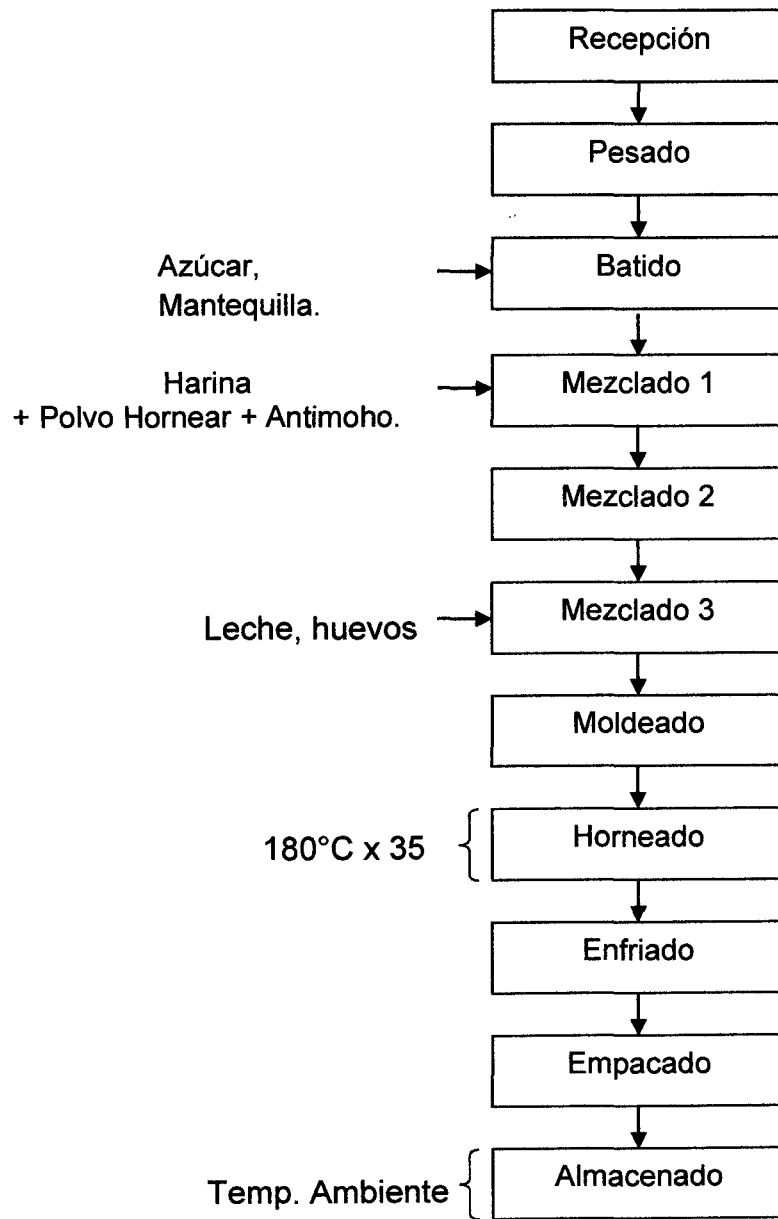 Recepción
Pesado
Azúcar,
Mantequilla.
Batido
Harina
+ Polvo Hornear + Antimoho.
Mezclado 1
Mezclado 2
Leche, huevos
Mezclado 3
Moldeado
180°C x 35
Horneado
Enfriado
Empacado
Temp. Ambiente
Almacenado